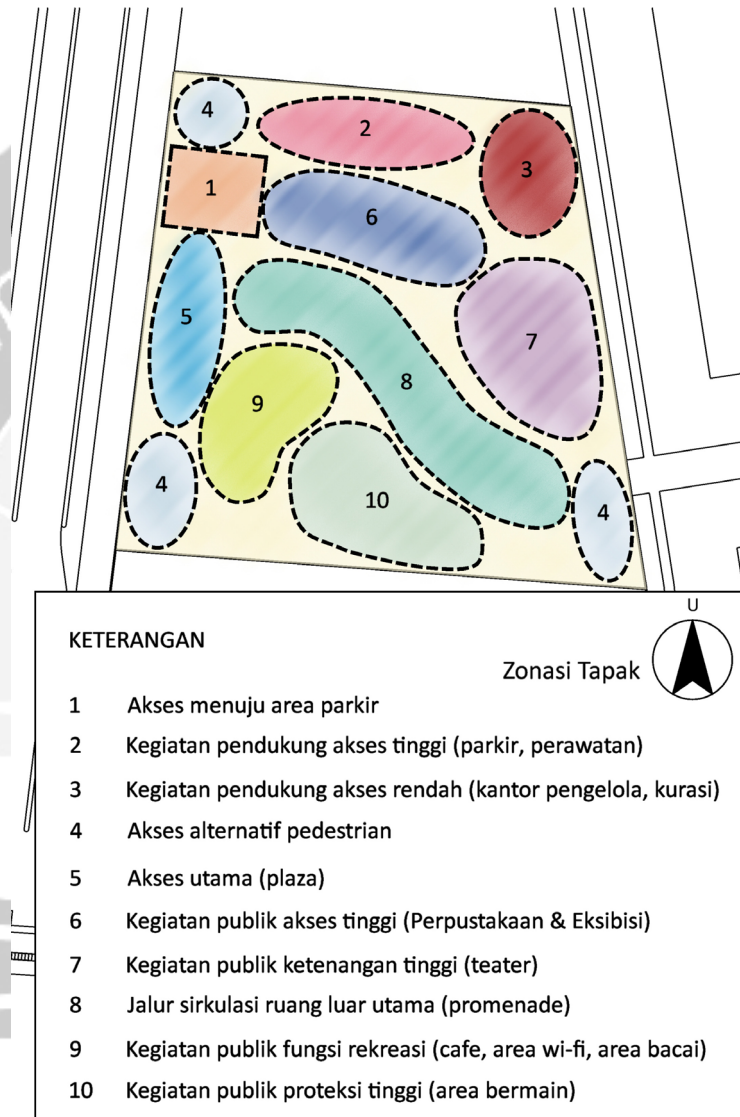 4
2
3
1
6
5
7
8
9
4
10
4
U
KETERANGAN
Zonasi Tapak
1 Akses menuju area parkir
2 Kegiatan pendukung akses tinggi (parkir, perawatan)
3 Kegiatan pendukung akses rendah (kantor pengelola, kurasi)
4 Akses alternatif pedestrian
5 Akses utama (plaza)
6 Kegiatan publik akses tinggi (Perpustakaan & Eksibisi)
7 Kegiatan publik ketenangan tinggi (teater)
8 Jalur sirkulasi ruang luar utama (promenade)
9 Kegiatan publik fungsi rekreasi (cafe, area wi-fi, area bacai)
10 Kegiatan publik proteksi tinggi (area bermain)